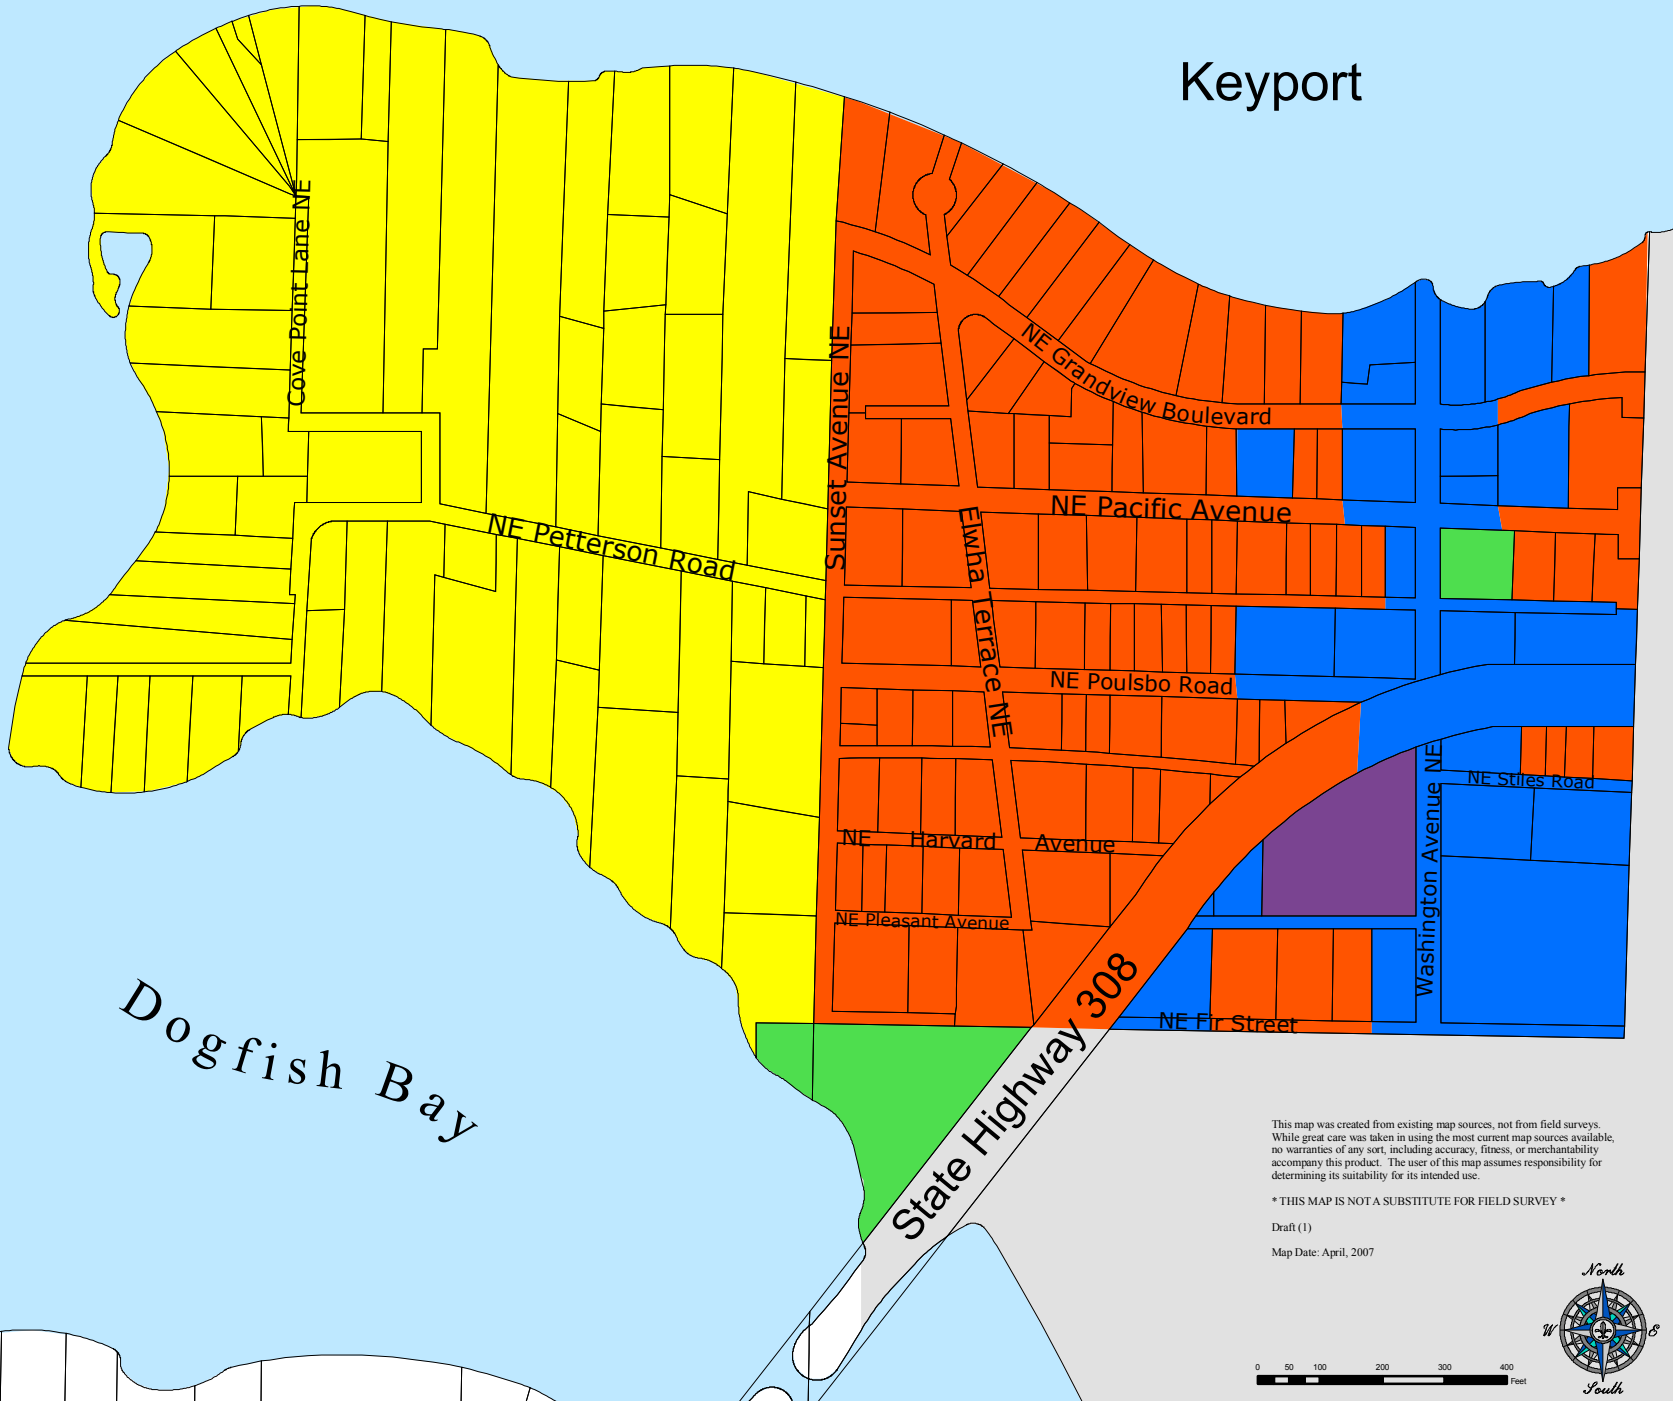 Keyport
Cove Point Lane NE
Sunset Avenue NE
NE Grandview Boulevard
NE Petterson Road
NE Pacific Avenue
Elwha Terrace NE
NE Poulsbo Road
NE Stiles Road
Washington Avenue NE
NE Harvard Avenue
NE Pleasant Avenue
NE Fir Street
State Highway 308
Dogfish Bay
This map was created from existing map sources, not from field surveys.
While great care was taken in using the most current map sources available,
no warranties of any sort, including accuracy, fitness, or merchantability
accompany this product. The user of this map assumes responsibility for
determining its suitability for its intended use.
* THIS MAP IS NOT A SUBSTITUTE FOR FIELD SURVEY *
Draft (1)
Map Date: April, 2007
North
W E
South
0 50 100 200 300 400
Feet